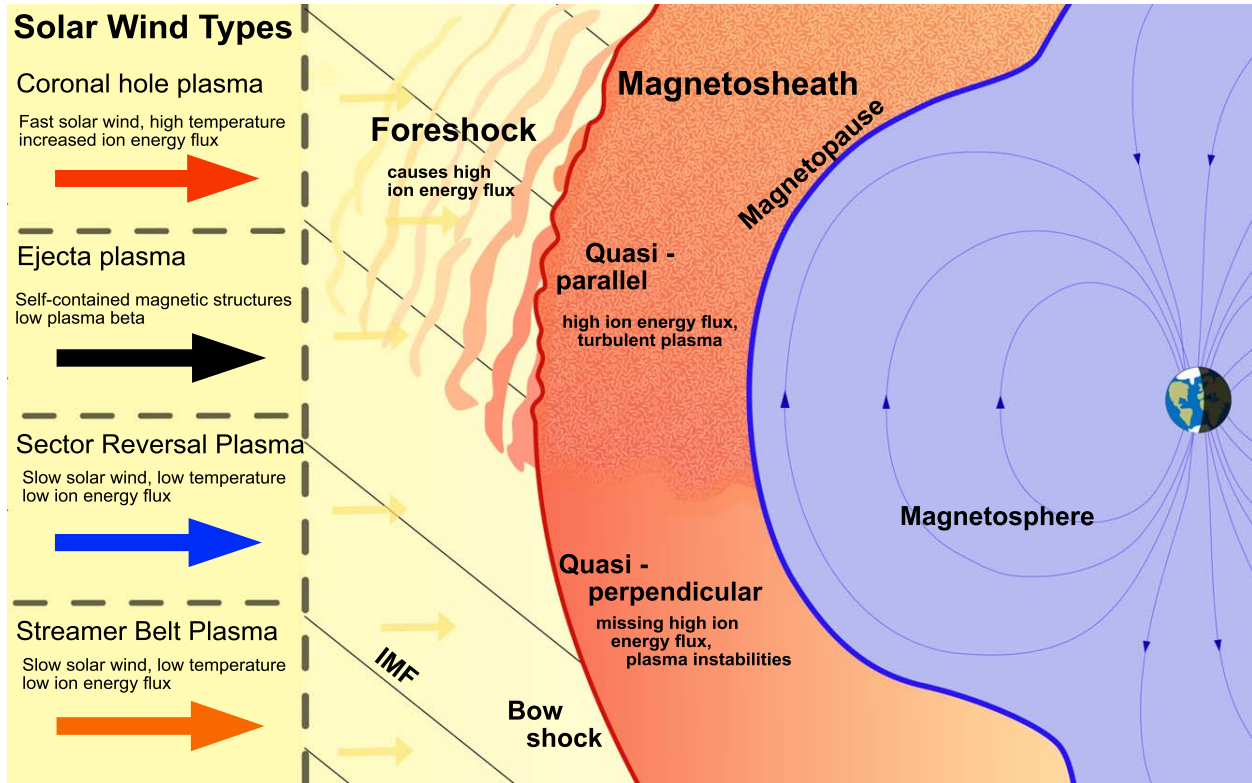 Solar Wind Types
Coronal hole plasma
Fast solar wind, high temperature
increased ion energy flux
Ejecta plasma
Self-contained magnetic structures
low plasma beta
Sector Reversal Plasma
Slow solar wind, low temperature
low ion energy flux
Streamer Belt Plasma
Slow solar wind, low temperature
low ion energy flux
Foreshock
causes high
ion energy flux
IMF
Bow
shock
Magnetosheath
Magnetopause
Quasi -
parallel
high ion energy flux,
turbulent plasma
Quasi -
perpendicular
missing high ion
energy flux,
plasma instabilities
Magnetosphere